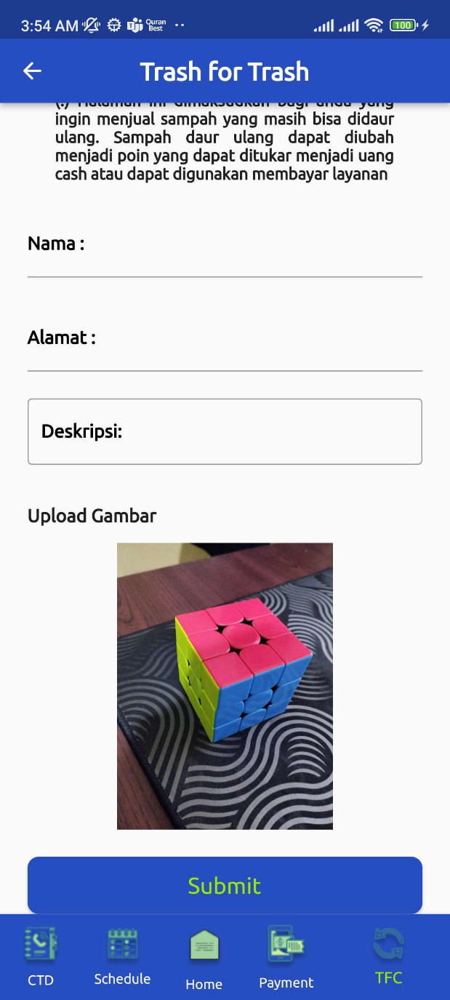 3:54 AM
Quran
Best
100
Trash for Trash
(.) Halaman ini dimaksudkan bagi anda yang
ingin menjual sampah yang masih bisa didaur
ulang. Sampah daur ulang dapat diubah
menjadi poin yang dapat ditukar menjadi uang
cash atau dapat digunakan membayar layanan
Nama :
Alamat :
Deskripsi:
Upload Gambar
Submit
CTD
Schedule
Home
Payment
TFC